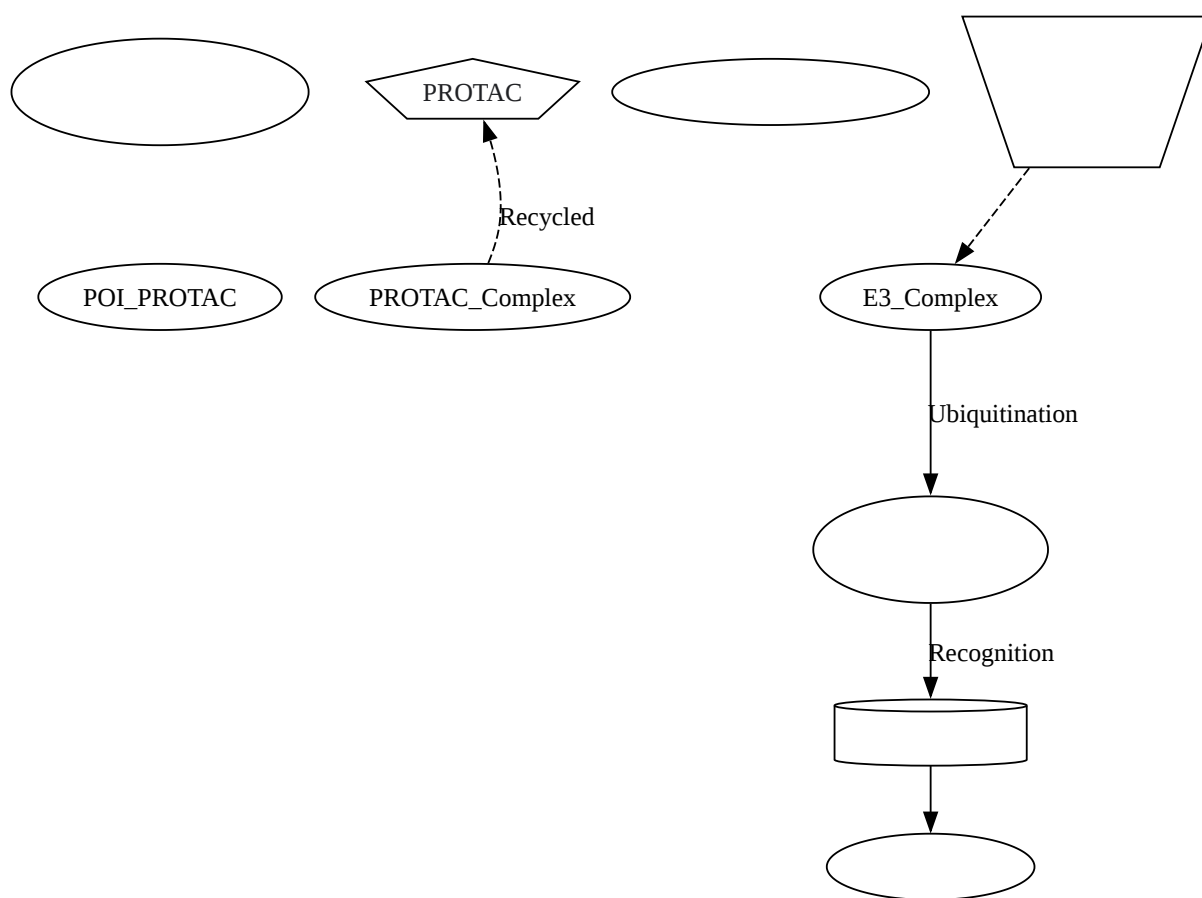 PROTAC
Recycled
POI_PROTAC
PROTAC_Complex
E3_Complex
Ubiquitination
Recognition